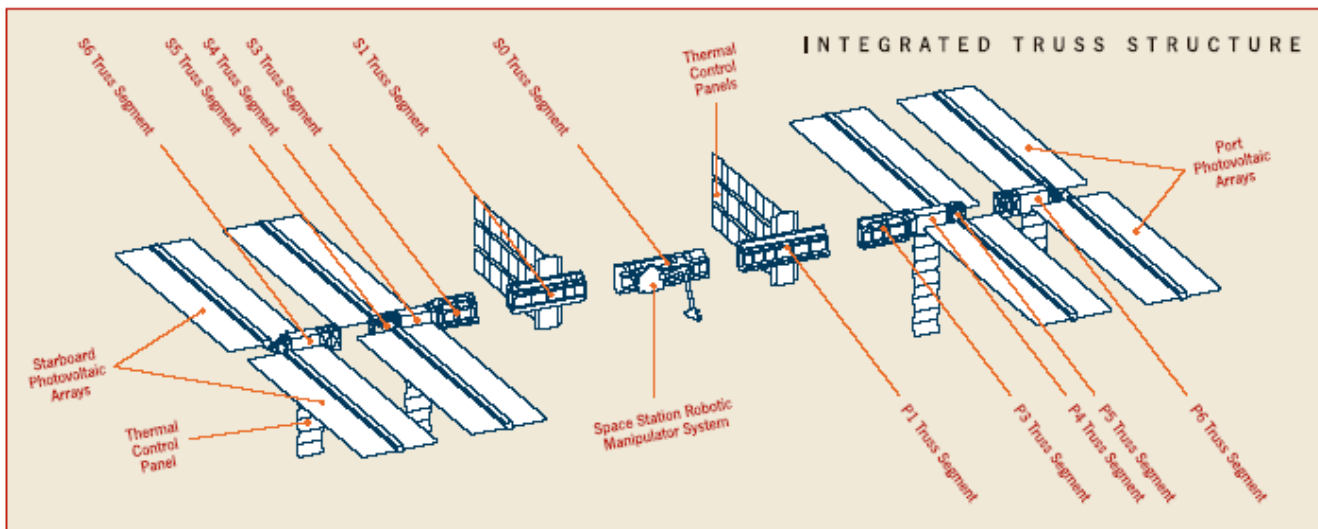 INTEGRATED TRUSS STRUCTURE
S6 Truss Segment
S5 Truss Segment
S4 Truss Segment
S3 Truss Segment
S1 Truss Segment
S0 Truss Segment
Thermal
Control
Panels
Port
Photovoltaic
Arrays
Starboard
Photovoltaic
Arrays
Thermal
Control
Panel
Space Station Robotic
Manipulator System
P1 Truss Segment
P3 Truss Segment
P4 Truss Segment
P5 Truss Segment
P6 Truss Segment